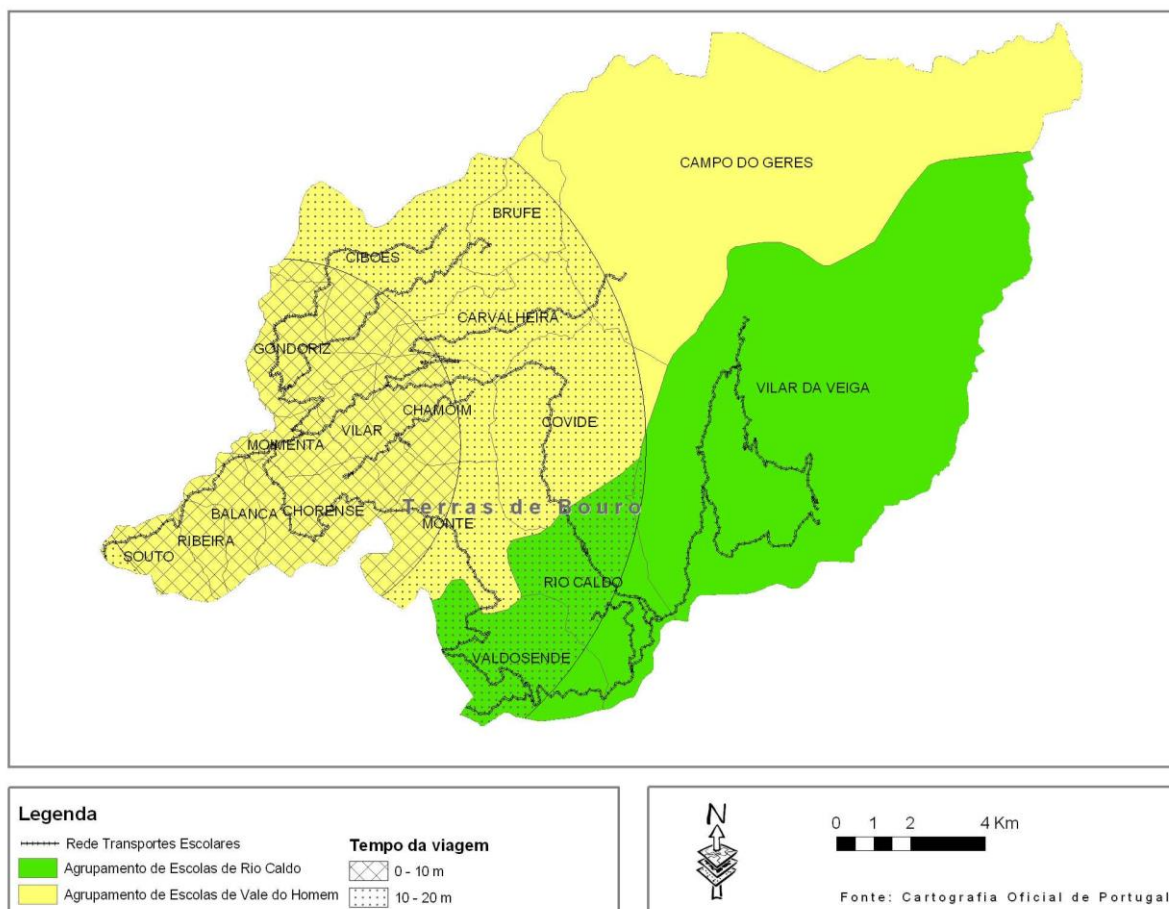 CAMPO DO GERES
BRUFE
CIBOES
CARVALHEIRA
GONDORIZ
VILAR DA VEIGA
CHAMOIM
COVIDE
MOIMENTA
VILAR
Terras de Bouro
BALANCA
CHORENSE
MONTE
RIBEIRA
SOUTO
RIO CALDO
VALDOSENDE
Legenda
Rede Transportes Escolares
Agrupamento de Escolas de Rio Caldo
Agrupamento de Escolas de Vale do Homem
Tempo da viagem
0 - 10 m
10 - 20 m
N
0 1 2 4 Km
Fonte: Cartografia Oficial de Portugal